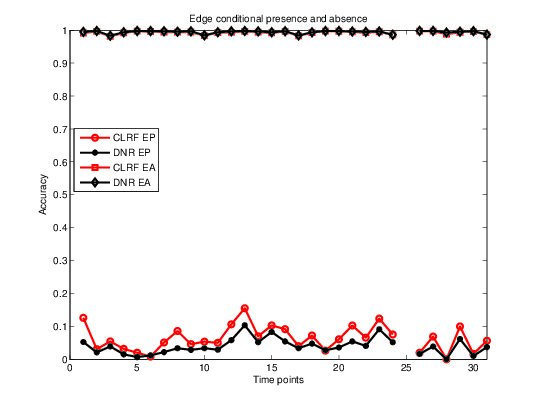 Edge conditional presence and absence
1
0.9
0.8
0.7
0.6
0.5
0.4
0.3
0.2
0.1
0
Accuracy
CLRF EP
DNR EP
CLRF EA
DNR EA
0 5 10 15 20 25 30
Time points